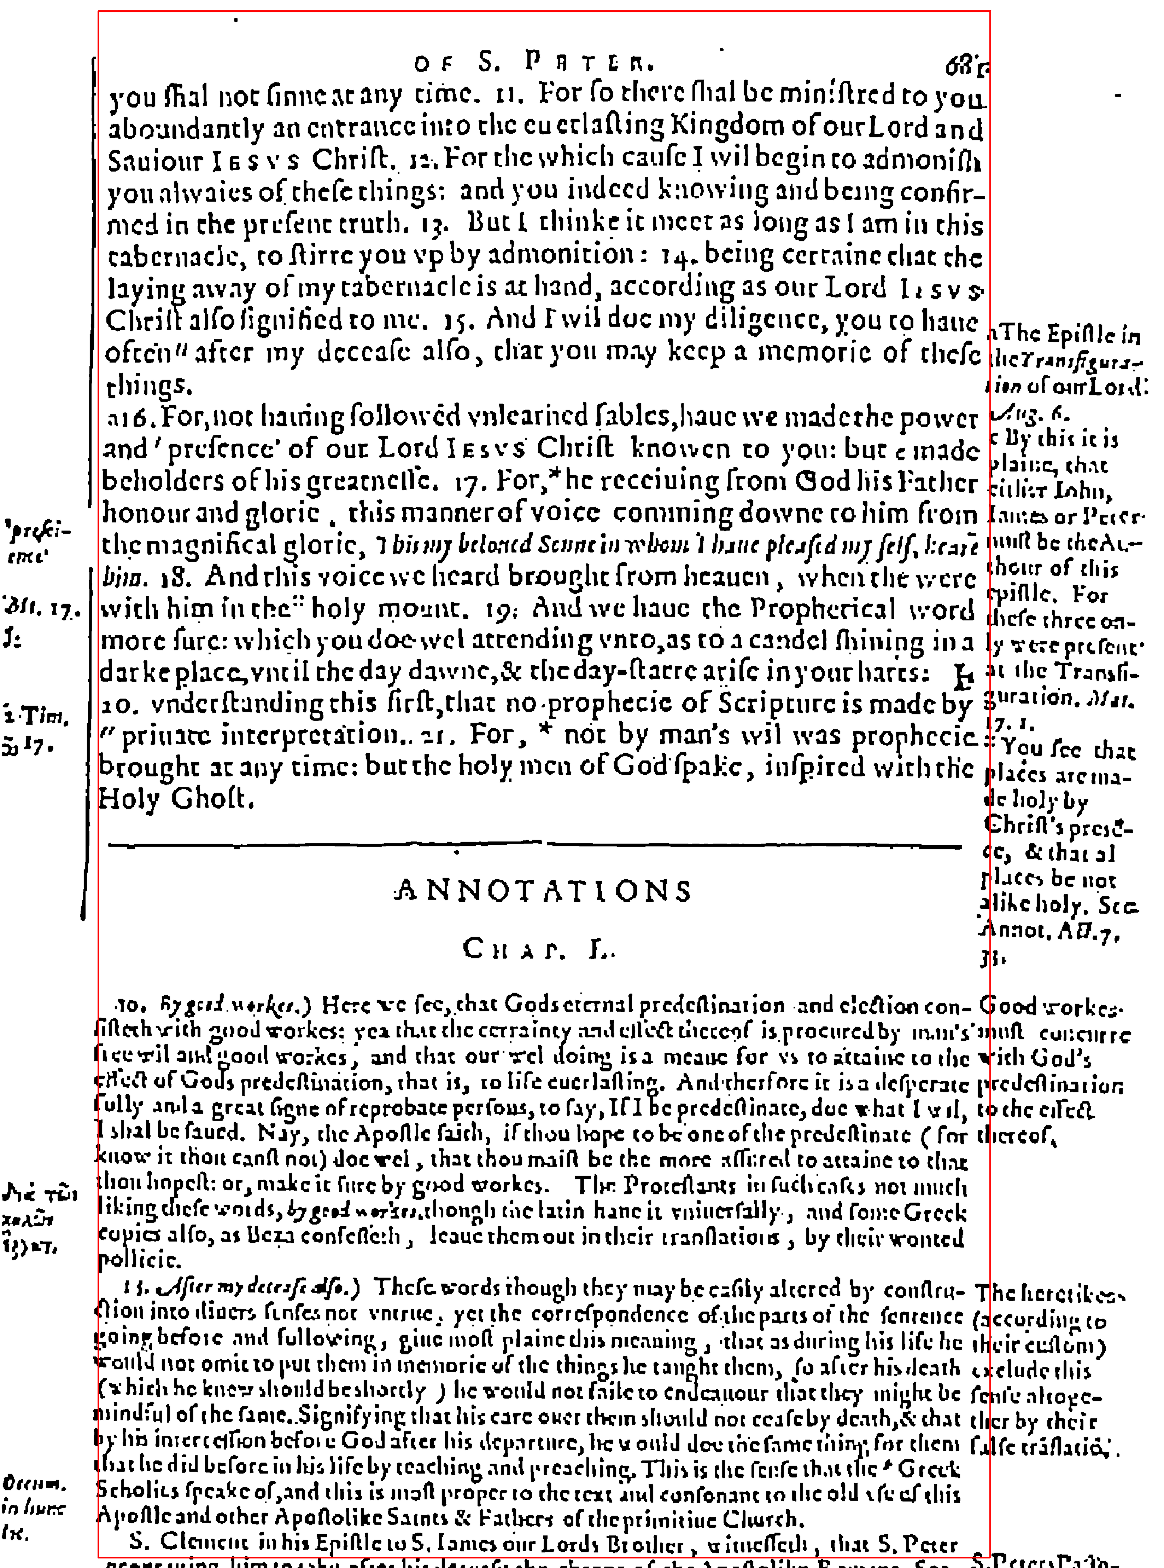 OF S. PETER.
you ſhal not ſinne at any time. 11. For ſo there ſhal be miniſtred to you
aboundantly an entrance into the euerlaſting Kingdom of our Lord and
Sauiour IESVS Chriſt. 12. For the which cauſe I wil begin to admoniſh
you alwaies of theſe things: and you indeed knowing and being confir-
med in the preſent truth. 13. But I thinke it meet as long as I am in this
tabernacle, to ſtirre you vp by admonition: 14. being certaine that the
laying away of my tabernacle is at hand, according as our Lord IESVS
Chriſt alſo ſignified to me. 15. And I wil doe my diligence, you to haue
often" after my deceaſe alſo, that you may keep a memorie of theſe
things.
a16. For, not hauing followed vnlearned fables, haue we made the power
and 'preſence' of our Lord IESVS Chriſt knowen to you: but c made
beholders of his greatneſſe. 17. For,* he receiuing from God his Father
honour and glorie, this manner of voice comming downe to him from
the magnifical glorie, This is my beloued Sonne in whom I haue pleaſed my ſelf, heare
him. 18. And this voice we heard brought from heauen, when the were
with him in the :: holy mount. 19. And we haue the Prophetical word
more ſure: which you doe wel attending vnto, as to a candel ſhining in a
darke place, vntil the day dawne, & the day-ſtarre ariſe in your harts:
20. vnderſtanding this firſt, that no prophecie of Scripture is made by
" priuate interpretation. 21. For, * not by man's wil was prophecie
brought at any time: but the holy men of God ſpake, inſpired with the
Holy Ghoſt.
'preſen-
2. Tim.
a The Epiſtle in
the Transfigura-
tion of our Lord:
Aug. 6.
c By this it is
plaine, that
either Iohn,
Iames or Peter
muſt be the Au-
thour of this
epiſtle. For
theſe three on-
ly were preſent
at the Transfi-
guration. Mat.
17. 1.
:: You ſee that
places are ma-
de holy by
Chriſt's preſē-
ce, & that al
places be not
alike holy. See
Annot. Act. 7.
33.
ANNOTATIONS
CHAP. I.
10. By good workes.) Here we ſee, that Gods eternal predeſtination and election con-
ſiſteth with good workes: yea that the certainty and effect thereof is procured by man's
free wil and good workes, and that our wel doing is a meane for vs to attaine to the
effect of Gods predeſtination, that is, to life euerlaſting. And therfore it is a deſperate
folly and a great ſigne of reprobate perſons, to ſay, If I be predeſtinate, doe what I wil,
I shal be ſaued. Nay, the Apoſtle ſaith, if thou hope to be one of the predeſtinate (for
know it thou canſt not) doe wel, that thou maiſt be the more aſſured to attaine to that
thou hopeſt: or, make it ſure by good workes. The Proteſtants in ſuch caſes not much
liking theſe words, by good workes, though the latin haue it vniuerſally, and ſome Greek
copies alſo, as Beza confeſſeth, leaue them out in their tranſlations, by their wonted
pollicie.
Good workes
muſt concurre
with God's
predeſtination
to the effect
thereof.
15. After my deceaſe alſo.) Theſe words though they may be eaſily altered by conſtru-
ction into diuers ſenſes not vntrue, yet the correſpondence of the parts of the ſentence
going before and following, giue moſt plaine this meaning, that as during his life he
would not omit to put them in memorie of the things he taught them, ſo after his death
(which he knew should be shortly) he would not faile to endeauour that they might be
mindful of the ſame. Signifying that his care ouer them should not ceaſe by death, & that
by his interceſſion before God after his departure, he would doe the ſame thing for them
that he did before in his life by teaching and preaching. This is the ſenſe that the * Greek
Scholies ſpeake of, and this is moſt proper to the text and conſonant to the old vſe of this
Apoſtle and other Apoſtolike Saints & Fathers of the primitiue Church.
The heretikes
(according to
their cuſtom)
exclude this
ſenſe altoge-
ther by their
falſe trāſlatiō.
Oecum.
in hunc
loc.
S. Clement in his Epiſtle to S. Iames our Lords Brother, witneſſeth, that S. Peter